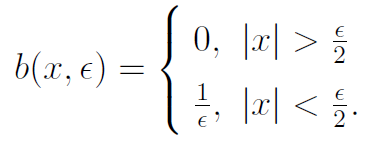 b(x, ϵ) = { 0, |x| > ϵ/2
1/ϵ, |x| < ϵ/2.